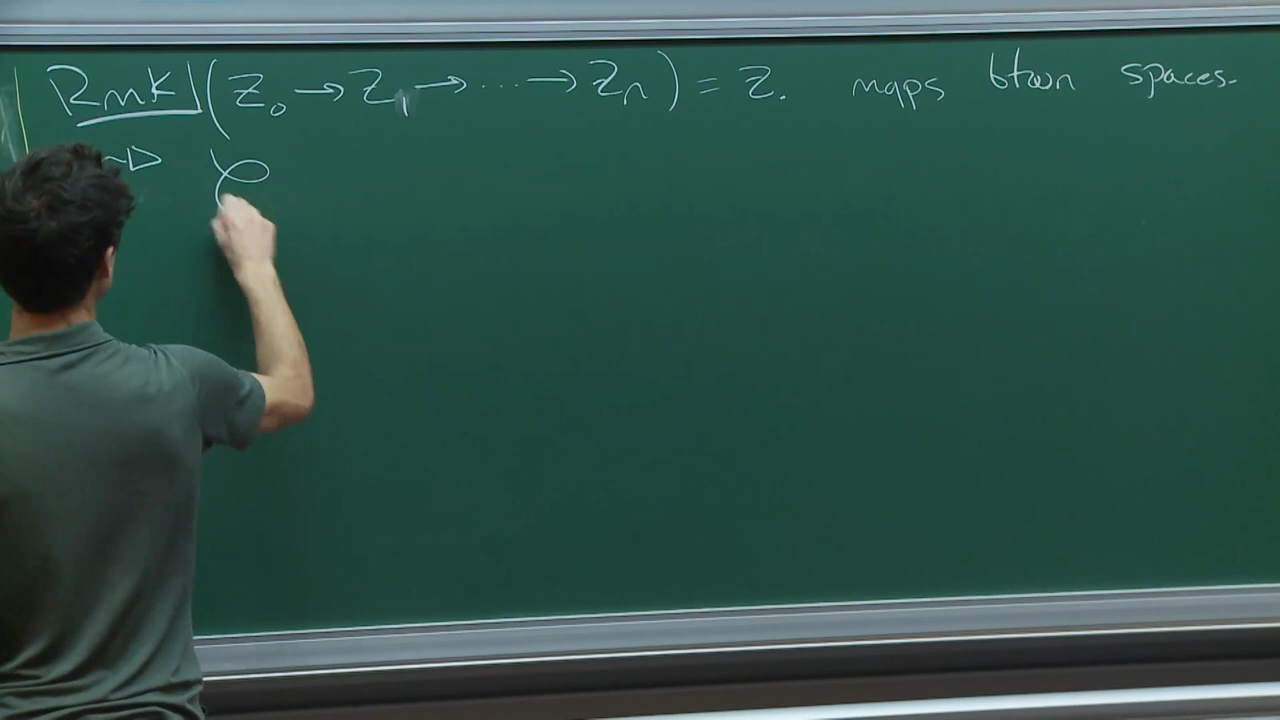 Rmk (Z₀ → Z₁ → ⋯ → Zₙ) = Z. maps btwn spaces.
⇝ φ